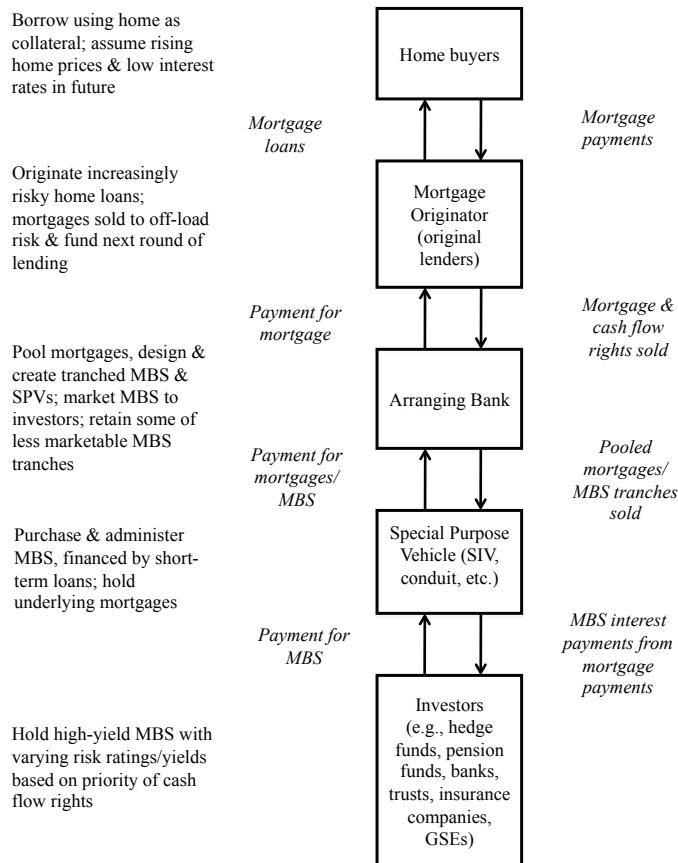 Borrow using home as
collateral; assume rising
home prices & low interest
rates in future
Home buyers
Mortgage
loans
Mortgage
payments
Originate increasingly
risky home loans;
mortgages sold to off-load
risk & fund next round of
lending
Mortgage
Originator
(original
lenders)
Payment for
mortgage
Mortgage &
cash flow
rights sold
Pool mortgages, design &
create tranched MBS &
SPVs; market MBS to
investors; retain some of
less marketable MBS
tranches
Arranging Bank
Payment for
mortgages/
MBS
Pooled
mortgages/
MBS tranches
sold
Purchase & administer
MBS, financed by short-
term loans; hold
underlying mortgages
Special Purpose
Vehicle (SIV,
conduit, etc.)
Payment for
MBS
MBS interest
payments from
mortgage
payments
Hold high-yield MBS with
varying risk ratings/yields
based on priority of cash
flow rights
Investors
(e.g., hedge
funds, pension
funds, banks,
trusts, insurance
companies,
GSEs)